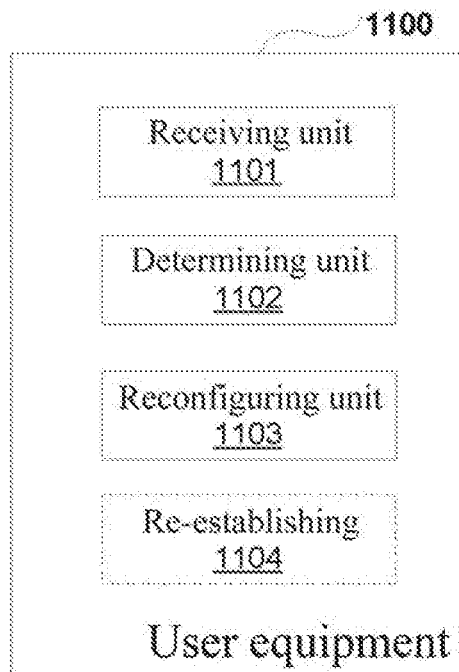 1100
Receiving unit
1101
Determining unit
1102
Reconfiguring unit
1103
Re-establishing
1104
User equipment